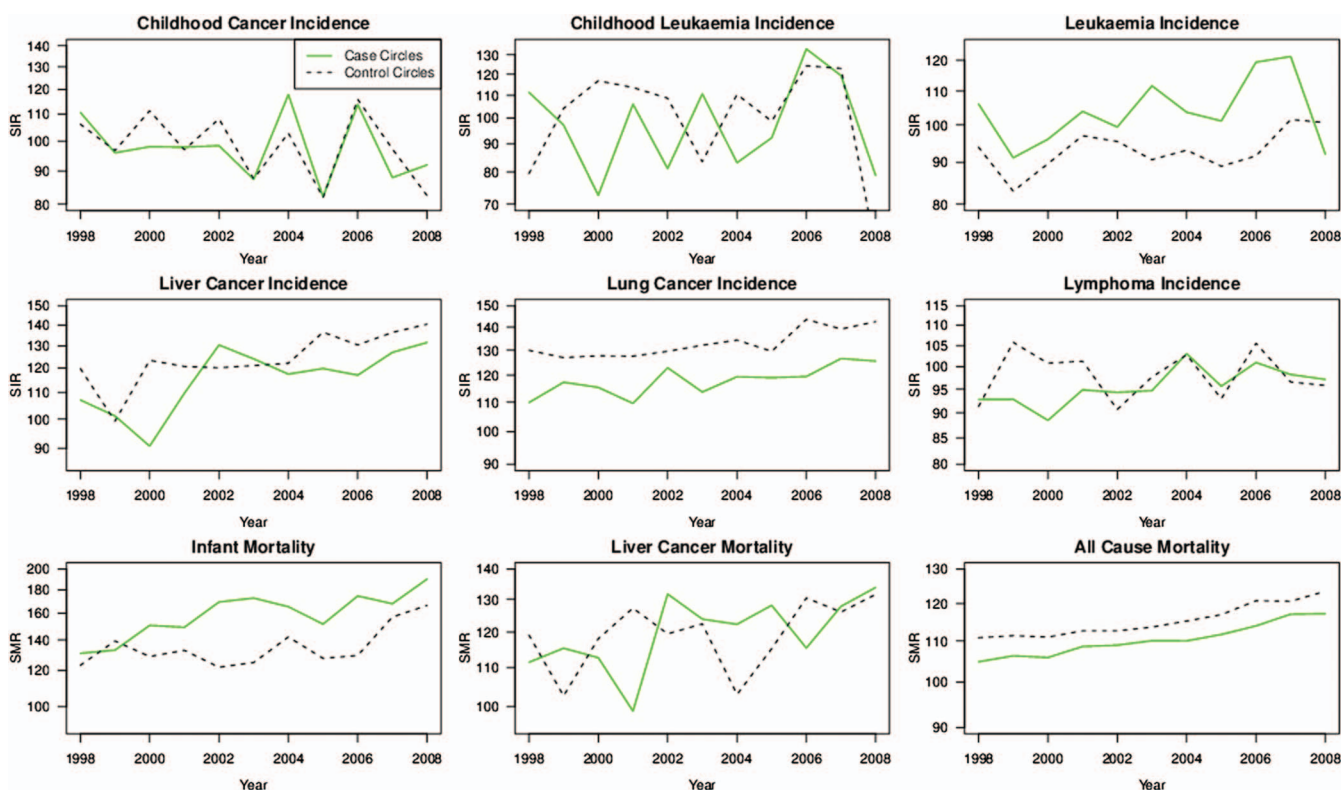 Childhood Cancer Incidence
SIR
140
130
120
110
100
90
80
Case Circles
Control Circles
1998 2000 2002 2004 2006 2008
Year
Childhood Leukaemia Incidence
SIR
130
120
110
100
90
80
70
1998 2000 2002 2004 2006 2008
Year
Leukaemia Incidence
SIR
120
110
100
90
80
1998 2000 2002 2004 2006 2008
Year
Liver Cancer Incidence
SIR
150
140
130
120
110
100
90
1998 2000 2002 2004 2006 2008
Year
Lung Cancer Incidence
SIR
150
140
130
120
110
100
90
1998 2000 2002 2004 2006 2008
Year
Lymphoma Incidence
SIR
115
110
105
100
95
90
85
80
1998 2000 2002 2004 2006 2008
Year
Infant Mortality
SMR
200
180
160
140
120
100
1998 2000 2002 2004 2006 2008
Year
Liver Cancer Mortality
SMR
140
130
120
110
100
1998 2000 2002 2004 2006 2008
Year
All Cause Mortality
SMR
130
120
110
100
90
1998 2000 2002 2004 2006 2008
Year